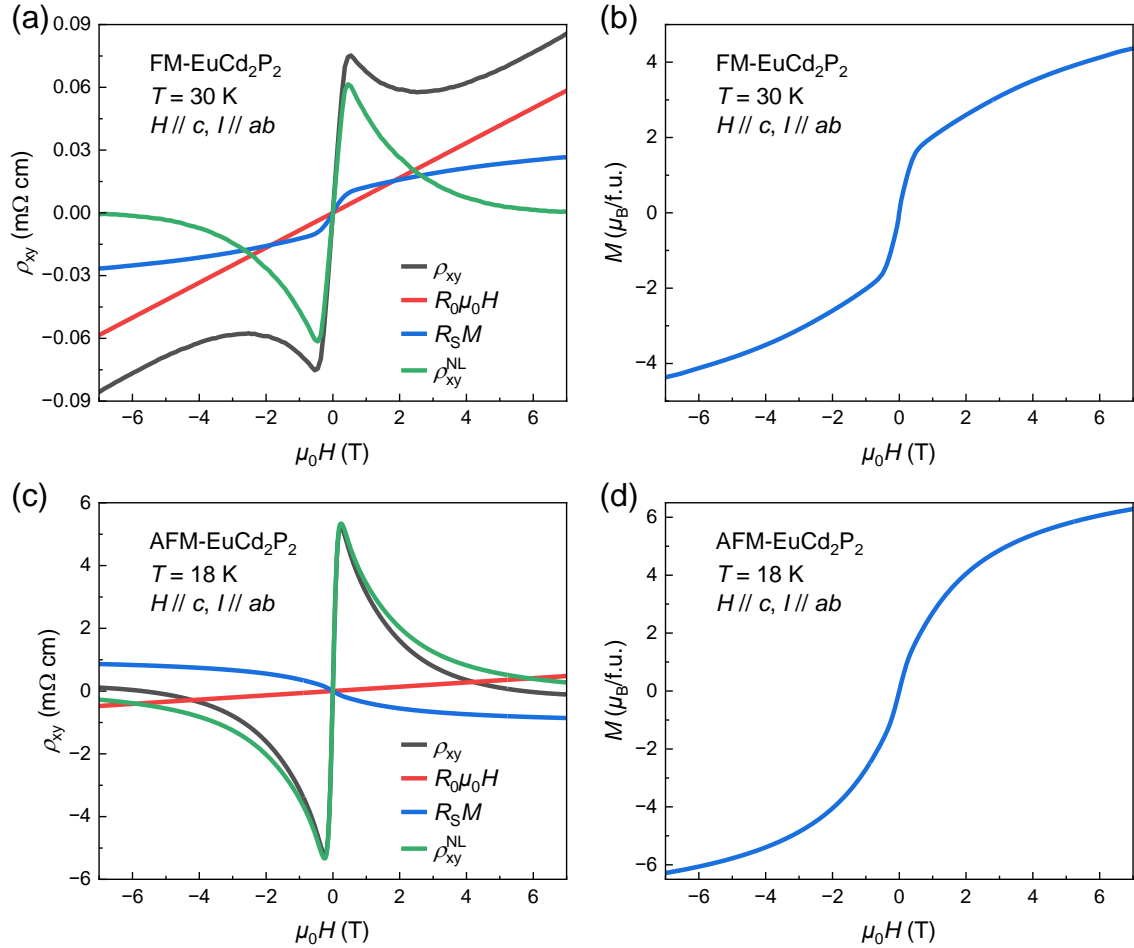 (a)
0.09
0.06
0.03
0.00
−0.03
−0.06
−0.09
ρxy (mΩ cm)
FM-EuCd₂P₂
T = 30 K
H // c, I // ab
ρxy
R₀μ₀H
RSM
ρxyᴺᴸ
−6 −4 −2 0 2 4 6
μ₀H (T)
(b)
4
2
0
−2
−4
M (μB/f.u.)
FM-EuCd₂P₂
T = 30 K
H // c, I // ab
−6 −4 −2 0 2 4 6
μ₀H (T)
(c)
6
4
2
0
−2
−4
−6
ρxy (mΩ cm)
AFM-EuCd₂P₂
T = 18 K
H // c, I // ab
ρxy
R₀μ₀H
RSM
ρxyᴺᴸ
−6 −4 −2 0 2 4 6
μ₀H (T)
(d)
6
4
2
0
−2
−4
−6
M (μB/f.u.)
AFM-EuCd₂P₂
T = 18 K
H // c, I // ab
−6 −4 −2 0 2 4 6
μ₀H (T)